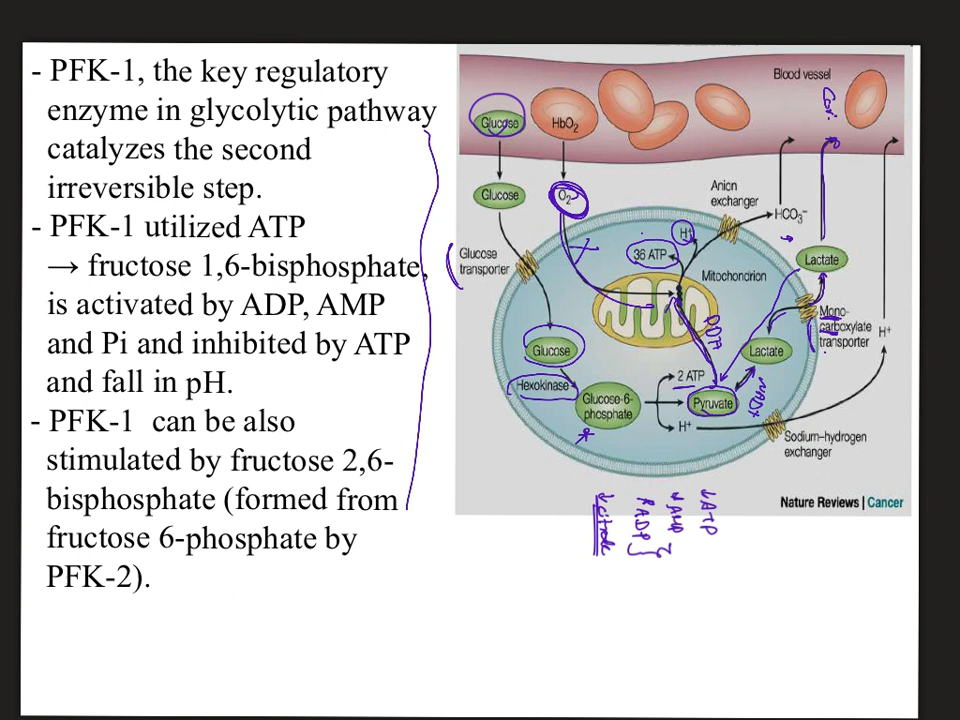 - PFK-1, the key regulatory
enzyme in glycolytic pathway
catalyzes the second
irreversible step.
- PFK-1 utilized ATP
→ fructose 1,6-bisphosphate,
is activated by ADP, AMP
and Pi and inhibited by ATP
and fall in pH.
- PFK-1 can be also
stimulated by fructose 2,6-
bisphosphate (formed from
fructose 6-phosphate by
PFK-2).
Blood vessel
Glucose
HbO2
Glucose
O2
Anion
exchanger
HCO3−
H+
36 ATP
Glucose
transporter
Mitochondrion
Lactate
Mono-
carboxylate
transporter
H+
Glucose
Lactate
Hexokinase
2 ATP
Glucose-6-
phosphate
Pyruvate
H+
Sodium–hydrogen
exchanger
Nature Reviews | Cancer
↓ATP
AMP
ADP
↓citrate